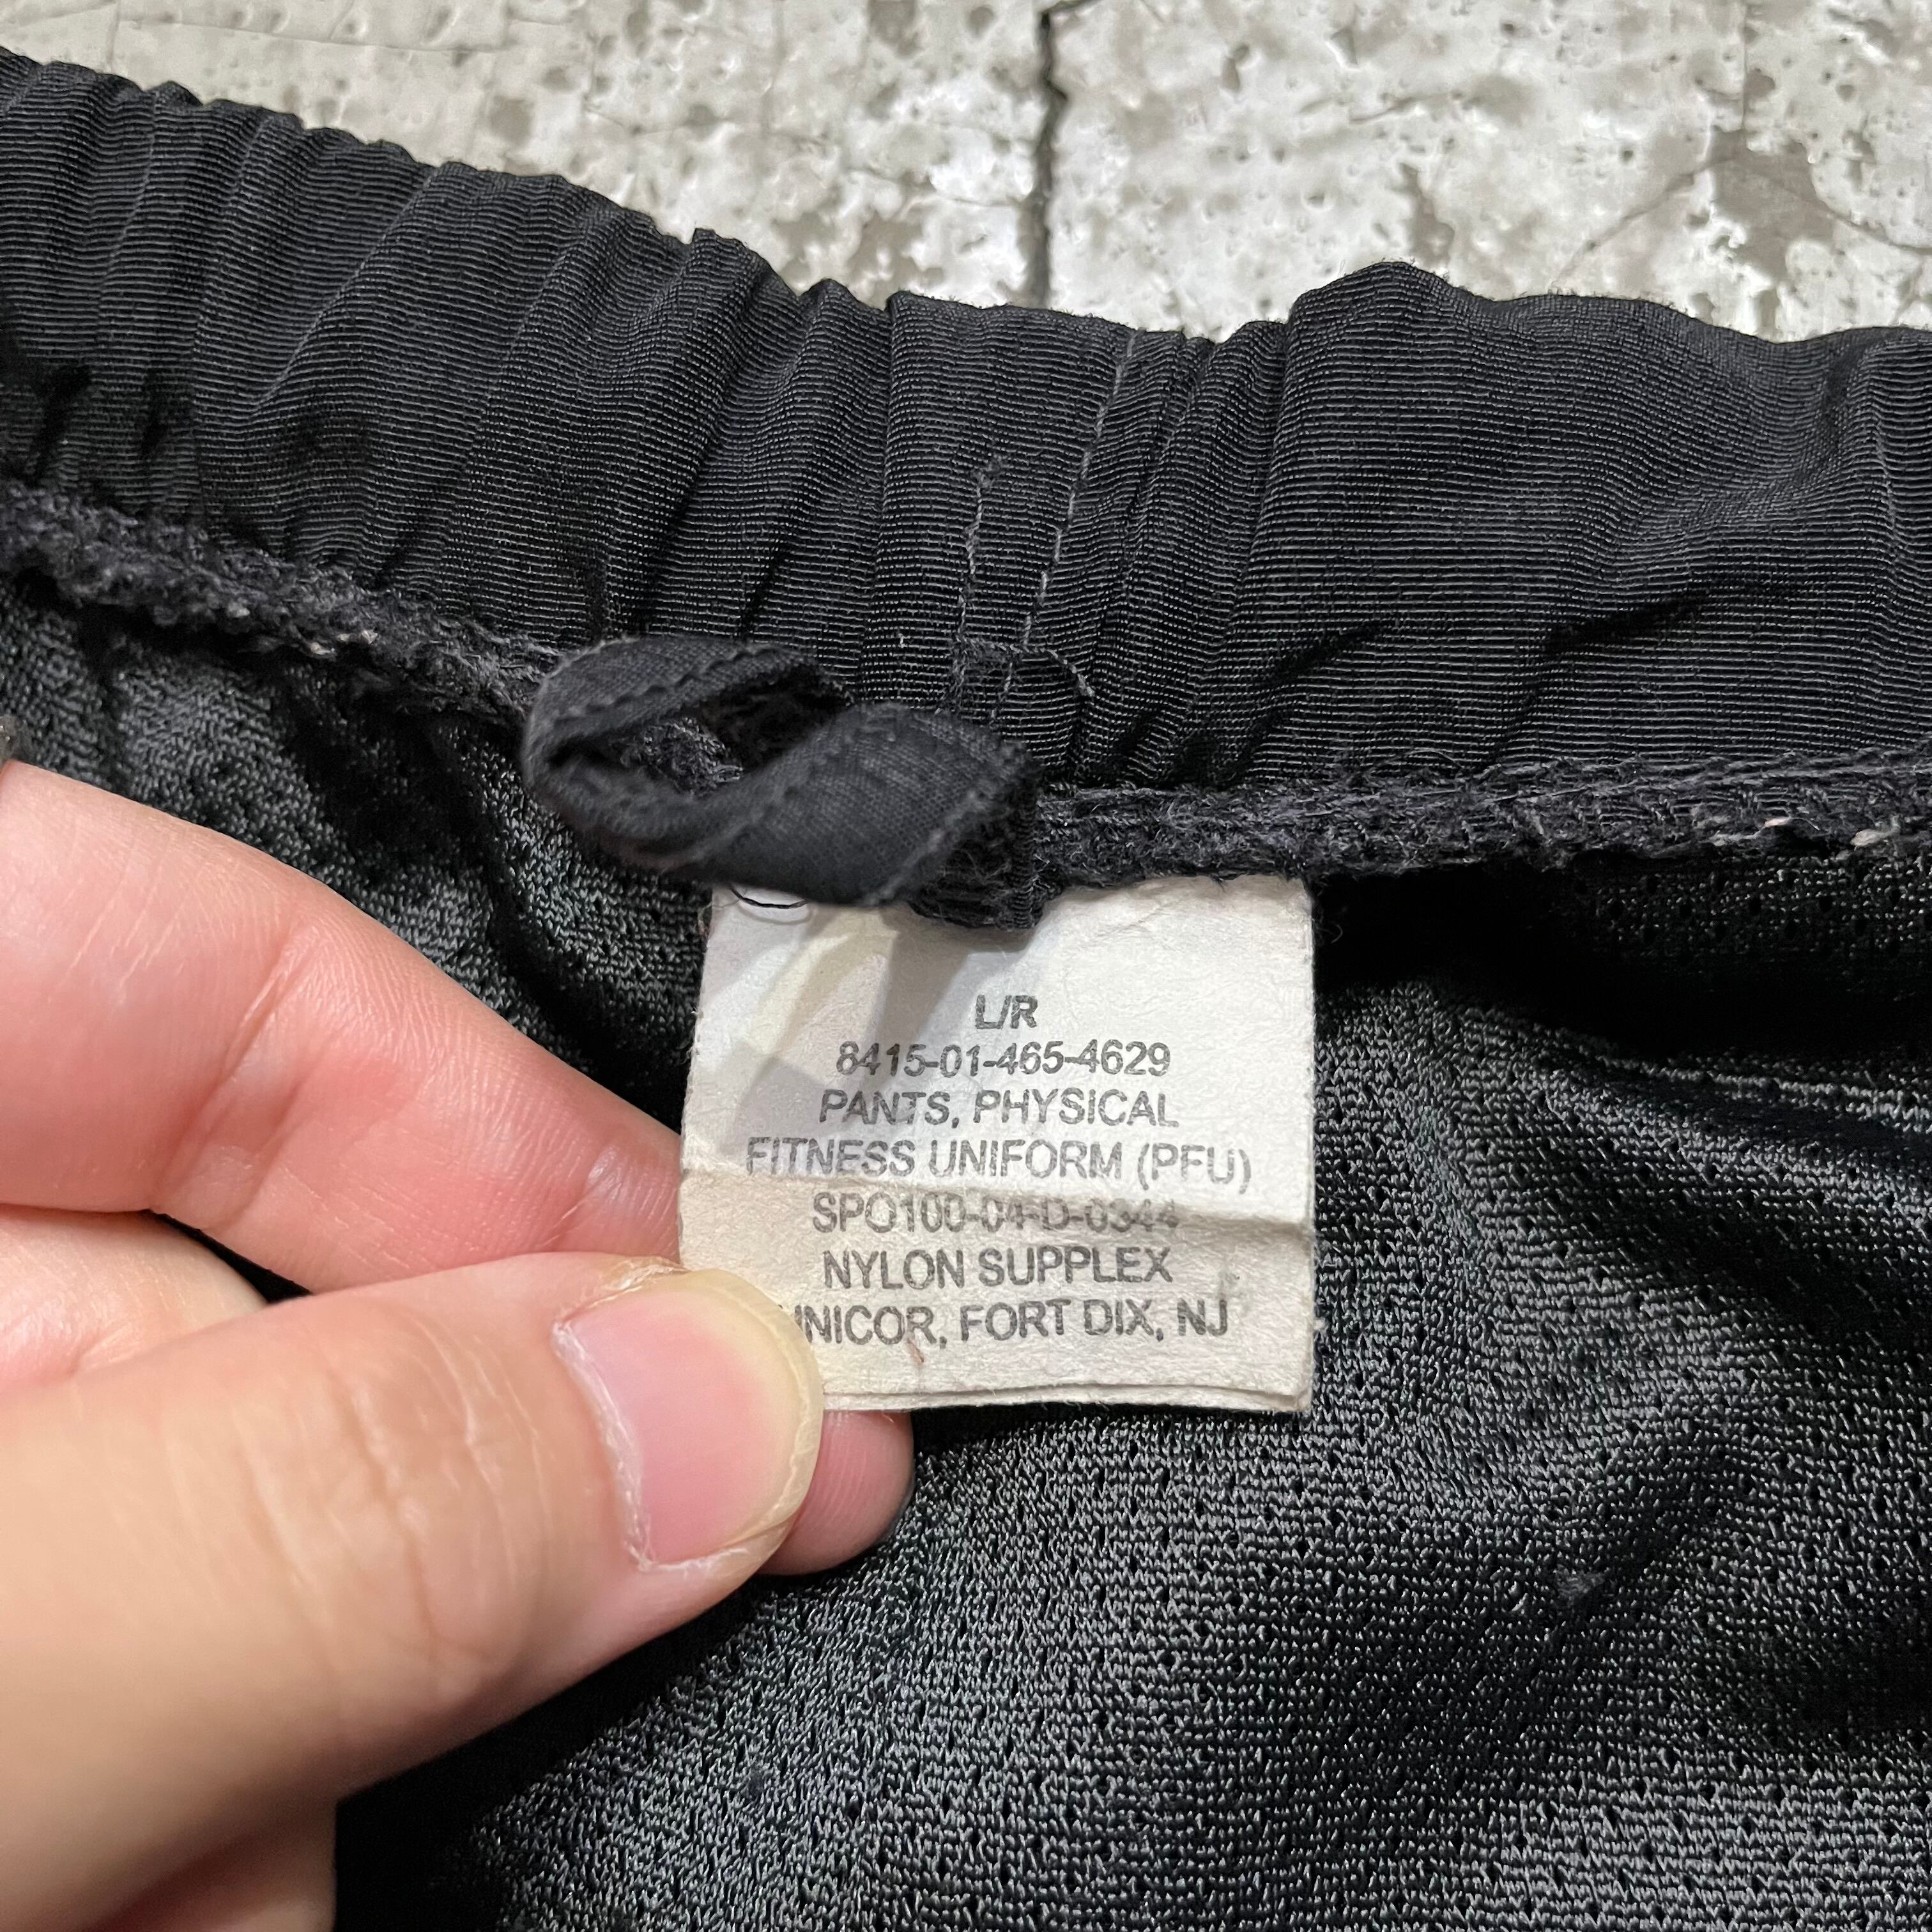 L/R
8415-01-465-4629
PANTS, PHYSICAL
FITNESS UNIFORM (PFU)
SPO100-04-D-0344
NYLON SUPPLEX
UNICOR, FORT DIX, NJ